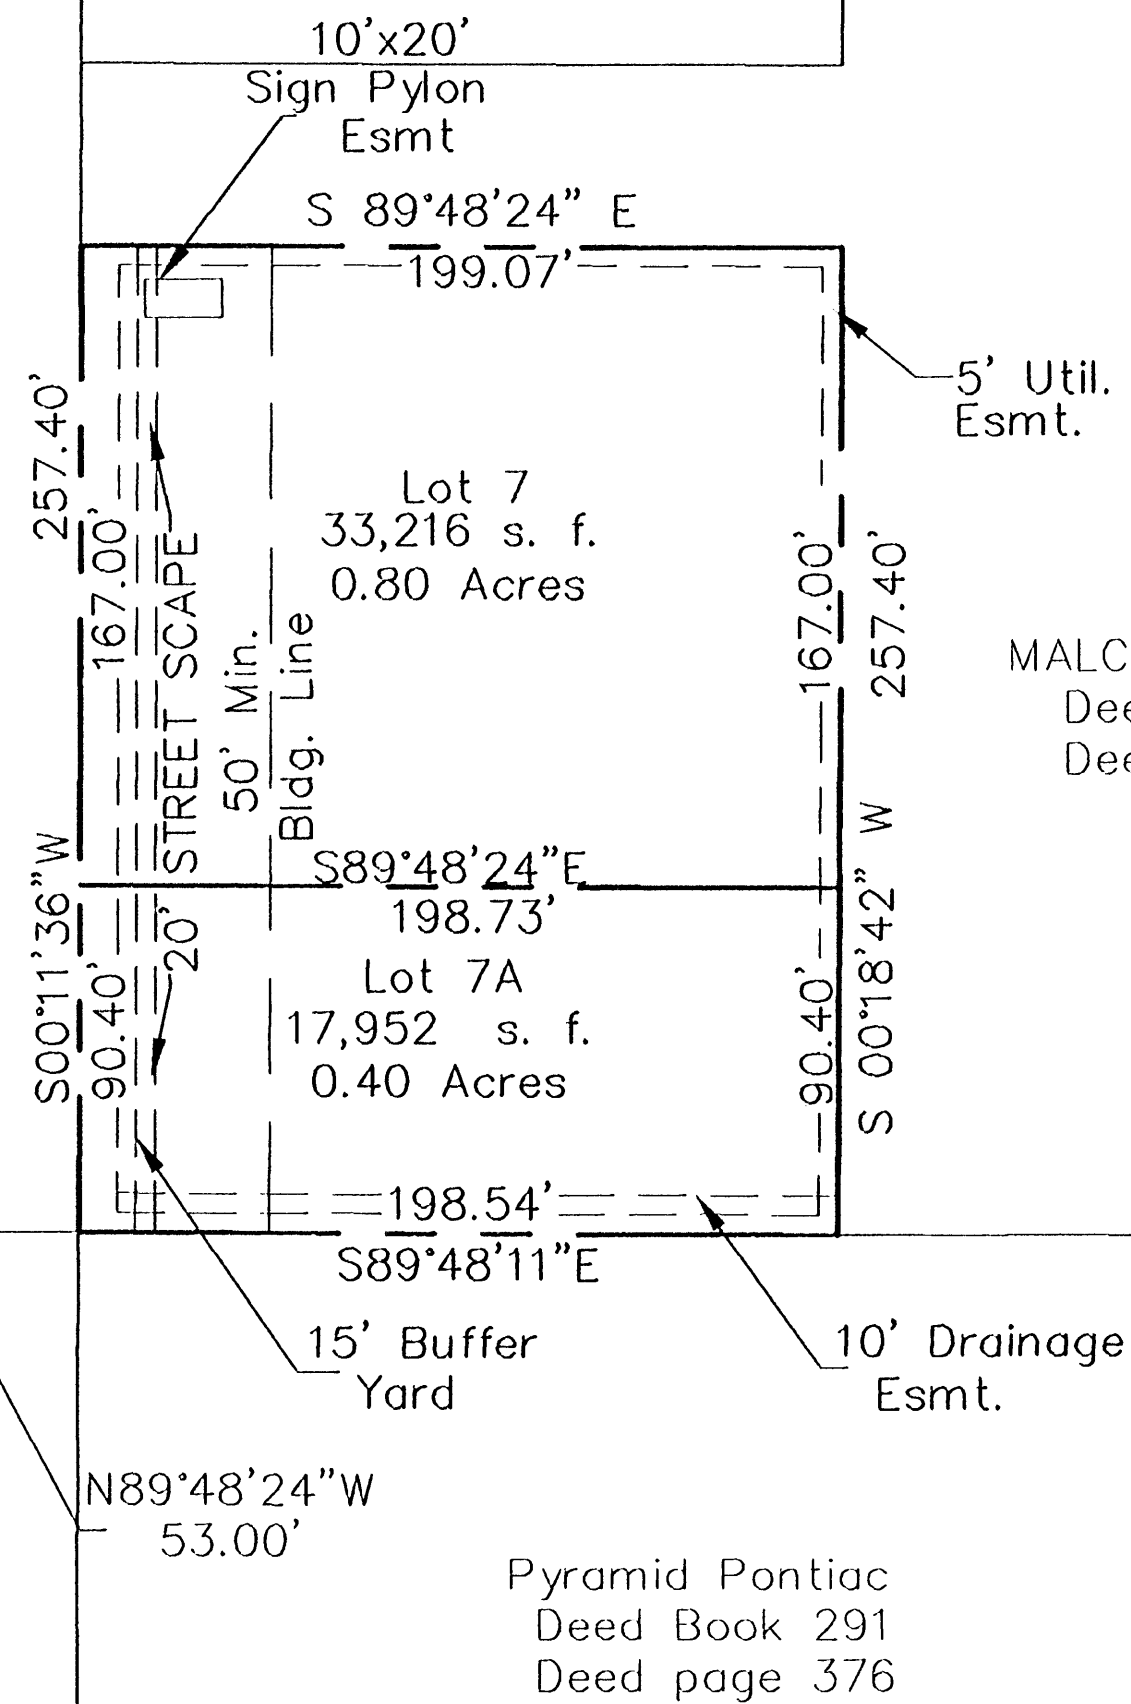 10'x20'
Sign Pylon
Esmt
S 89°48'24" E
199.07'
5' Util.
Esmt.
257.40'
167.00'
STREET SCAPE
20'
50' Min.
Bldg. Line
Lot 7
33,216 s. f.
0.80 Acres
167.00'
257.40'
MALC
Dee
Dee
S89°48'24"E
198.73'
S00°11'36"W
90.40'
Lot 7A
17,952 s. f.
0.40 Acres
90.40'
S 00°18'42" W
198.54'
S89°48'11"E
15' Buffer
Yard
10' Drainage
Esmt.
N89°48'24"W
53.00'
Pyramid Pontiac
Deed Book 291
Deed page 376